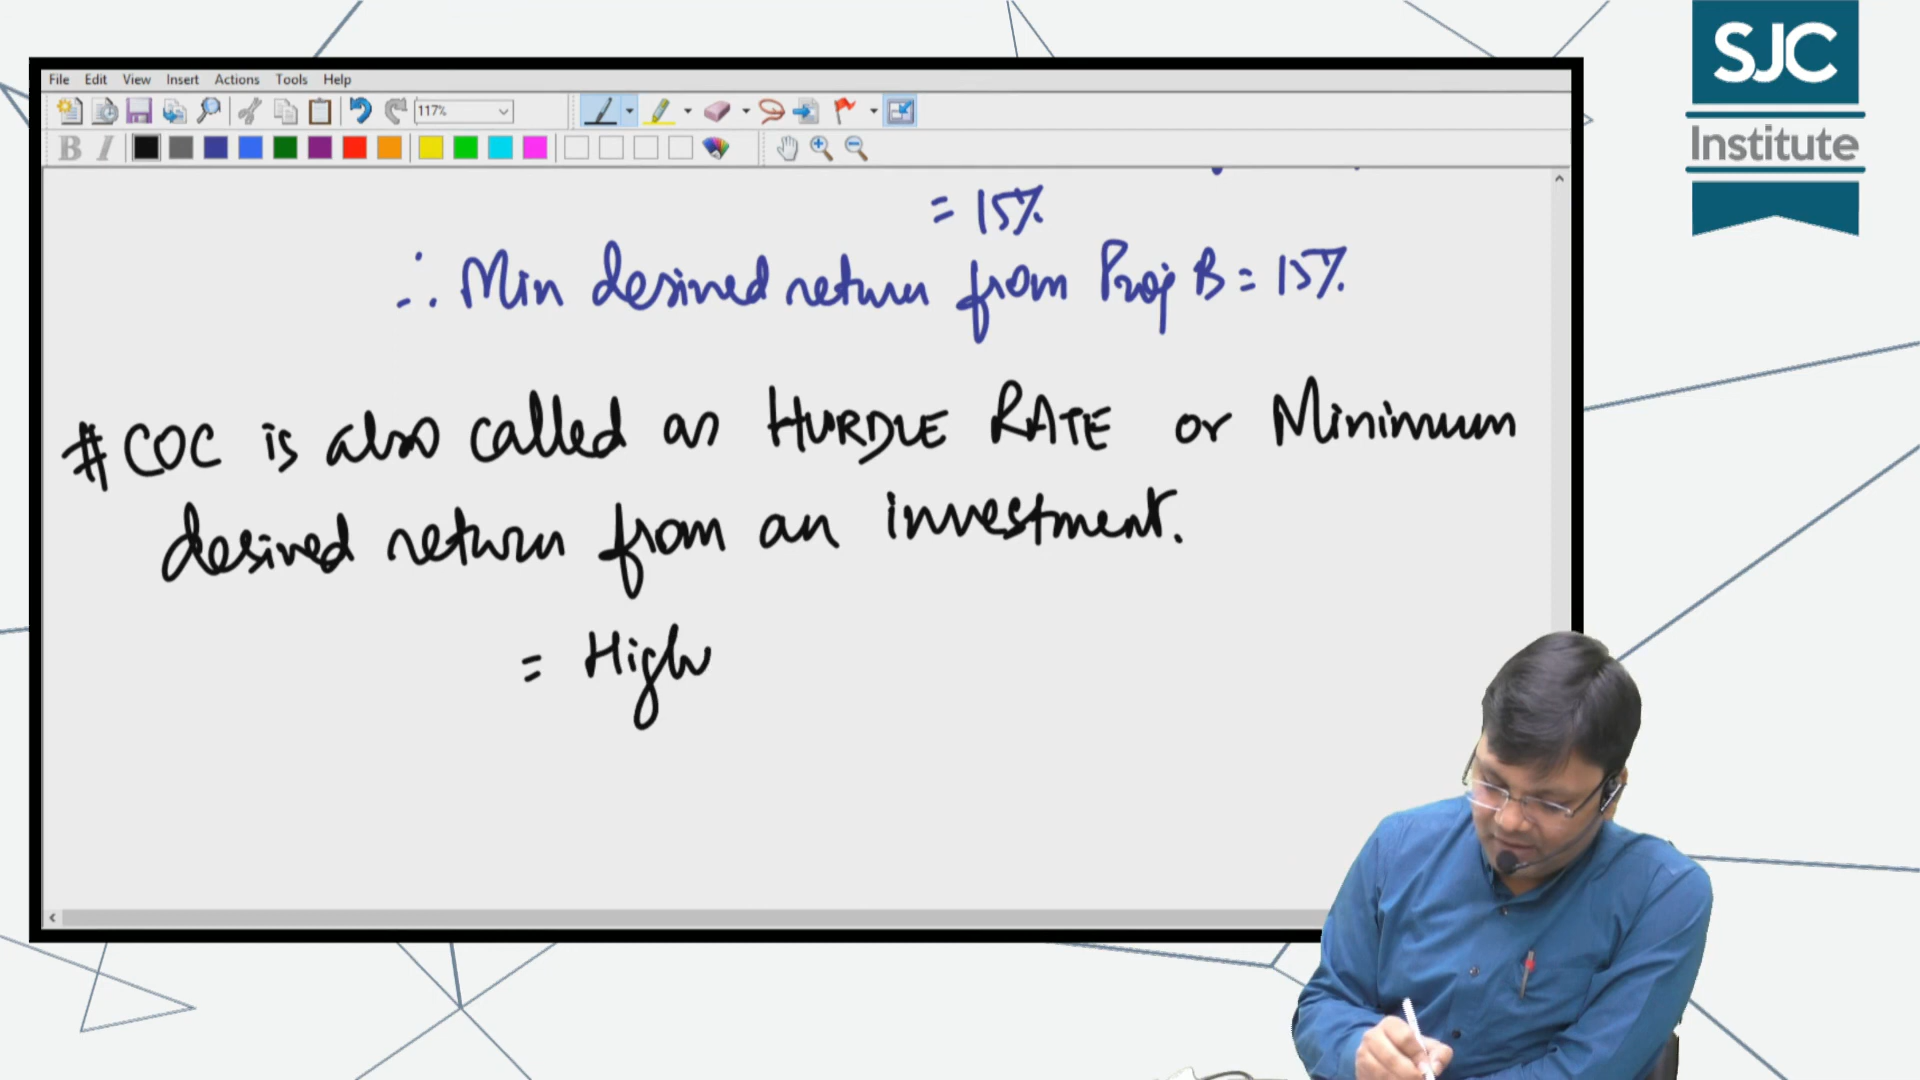 SJC
Institute
File Edit View Insert Actions Tools Help
117%
B I
= 15%
∴ Min desired return from Proj B = 15%
# COC is also called as HURDLE RATE or Minimum
desired return from an investment.
= High